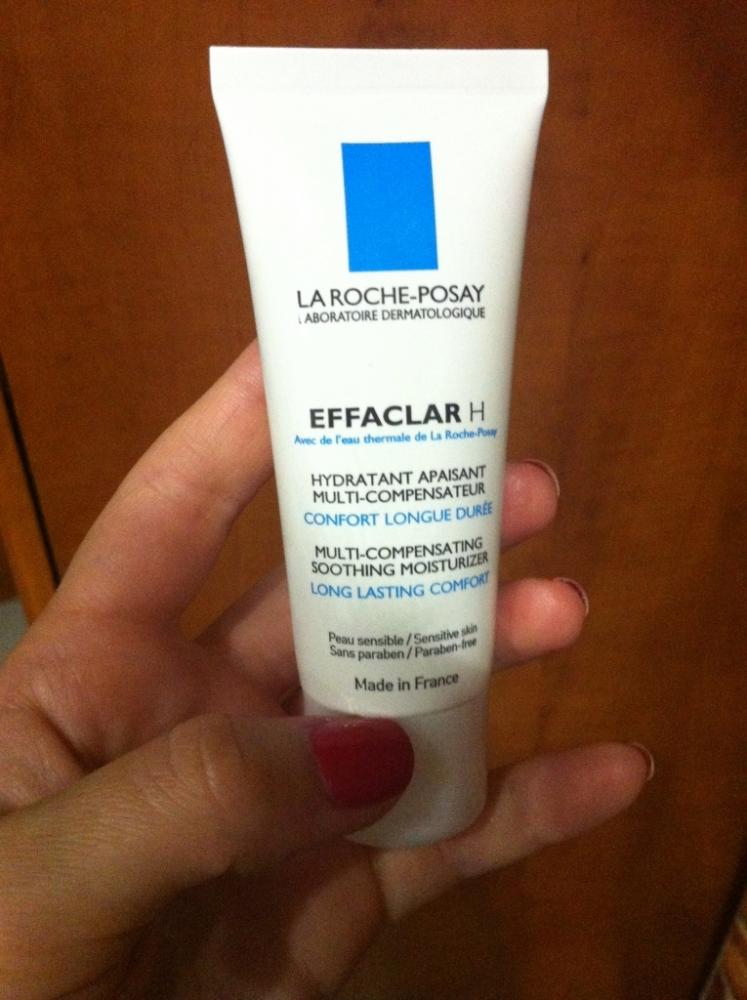 LA ROCHE-POSAY
LABORATOIRE DERMATOLOGIQUE
EFFACLAR H
Avec de l'eau thermale de La Roche-Posay
HYDRATANT APAISANT
MULTI-COMPENSATEUR
CONFORT LONGUE DURÉE
MULTI-COMPENSATING
SOOTHING MOISTURIZER
LONG LASTING COMFORT
Peau sensible / Sensitive skin
Sans paraben / Paraben-free
Made in France